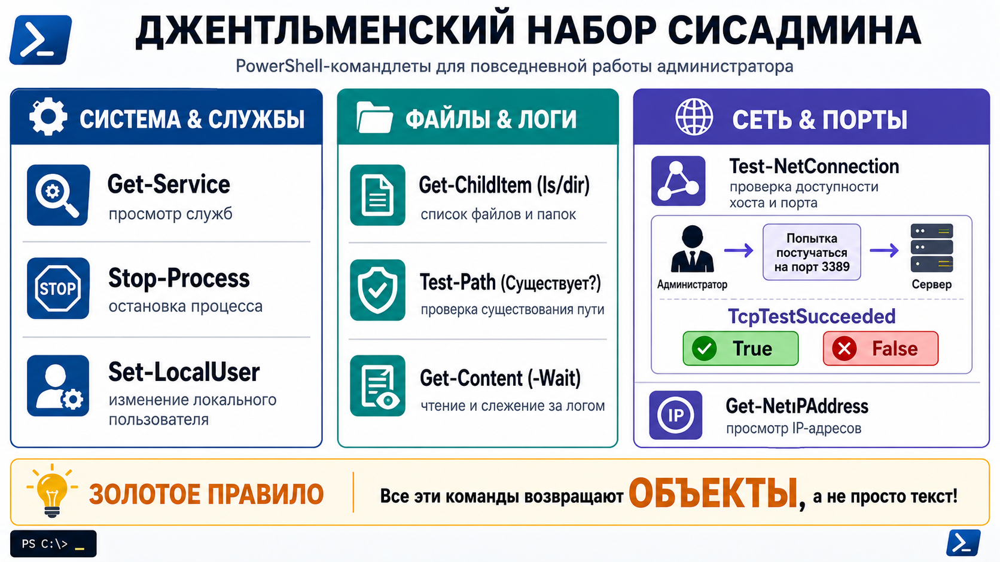 ДЖЕНТЛЬМЕНСКИЙ НАБОР СИСАДМИНА
PowerShell-командлеты для повседневной работы администратора
СИСТЕМА & СЛУЖБЫ
Get-Service
просмотр служб
STOP
Stop-Process
остановка процесса
Set-LocalUser
изменение локального
пользователя
ФАЙЛЫ & ЛОГИ
Get-ChildItem (ls/dir)
список файлов и папок
Test-Path (Существует?)
проверка существования пути
Get-Content (-Wait)
чтение и слежение за логом
СЕТЬ & ПОРТЫ
Test-NetConnection
проверка доступности
хоста и порта
Администратор
Попытка
постучаться
на порт 3389
Сервер
TcpTestSucceeded
True
False
IP
Get-NetıPAddress
просмотр IP-адресов
ЗОЛОТОЕ ПРАВИЛО
Все эти команды возвращают ОБЪЕКТЫ, а не просто текст!
PS C:\> _